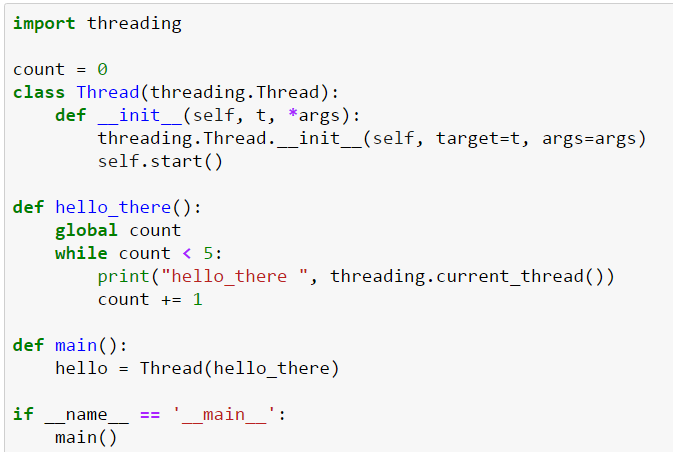 import threading

count = 0
class Thread(threading.Thread):
    def __init__(self, t, *args):
        threading.Thread.__init__(self, target=t, args=args)
        self.start()

def hello_there():
    global count
    while count < 5:
        print("hello_there ", threading.current_thread())
        count += 1

def main():
    hello = Thread(hello_there)

if __name__ == '__main__':
    main()